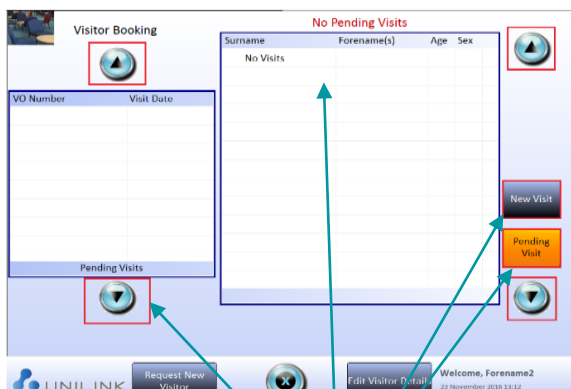 Visitor Booking
No Pending Visits
Surname Forename(s) Age Sex
No Visits
VO Number Visit Date
New Visit
Pending
Visit
Pending Visits
UNILINK
Request New
Visitor
X
Edit Visitor Details
Welcome, Forename2
23 November 2016 13:12